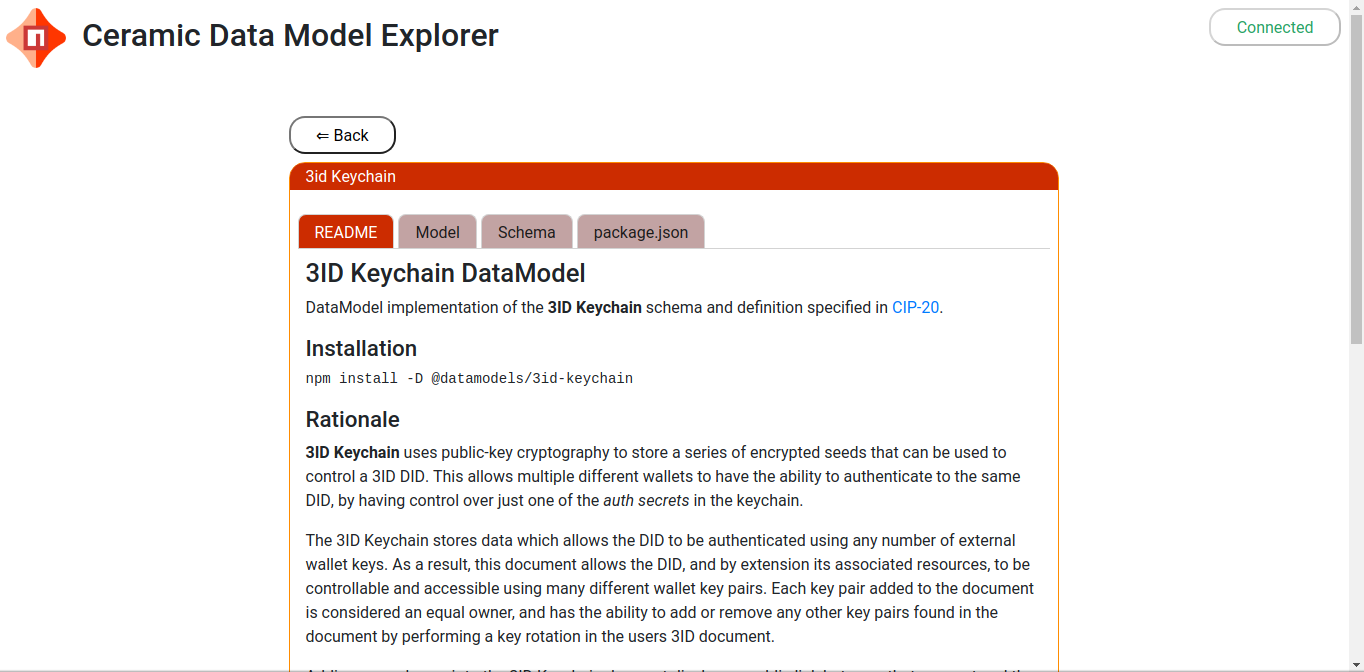 Ceramic Data Model Explorer
Connected
⇐ Back
3id Keychain
README
Model
Schema
package.json
3ID Keychain DataModel
DataModel implementation of the 3ID Keychain schema and definition specified in CIP-20.
Installation
npm install -D @datamodels/3id-keychain
Rationale
3ID Keychain uses public-key cryptography to store a series of encrypted seeds that can be used to
control a 3ID DID. This allows multiple different wallets to have the ability to authenticate to the same
DID, by having control over just one of the auth secrets in the keychain.
The 3ID Keychain stores data which allows the DID to be authenticated using any number of external
wallet keys. As a result, this document allows the DID, and by extension its associated resources, to be
controllable and accessible using many different wallet key pairs. Each key pair added to the document
is considered an equal owner, and has the ability to add or remove any other key pairs found in the
document by performing a key rotation in the users 3ID document.